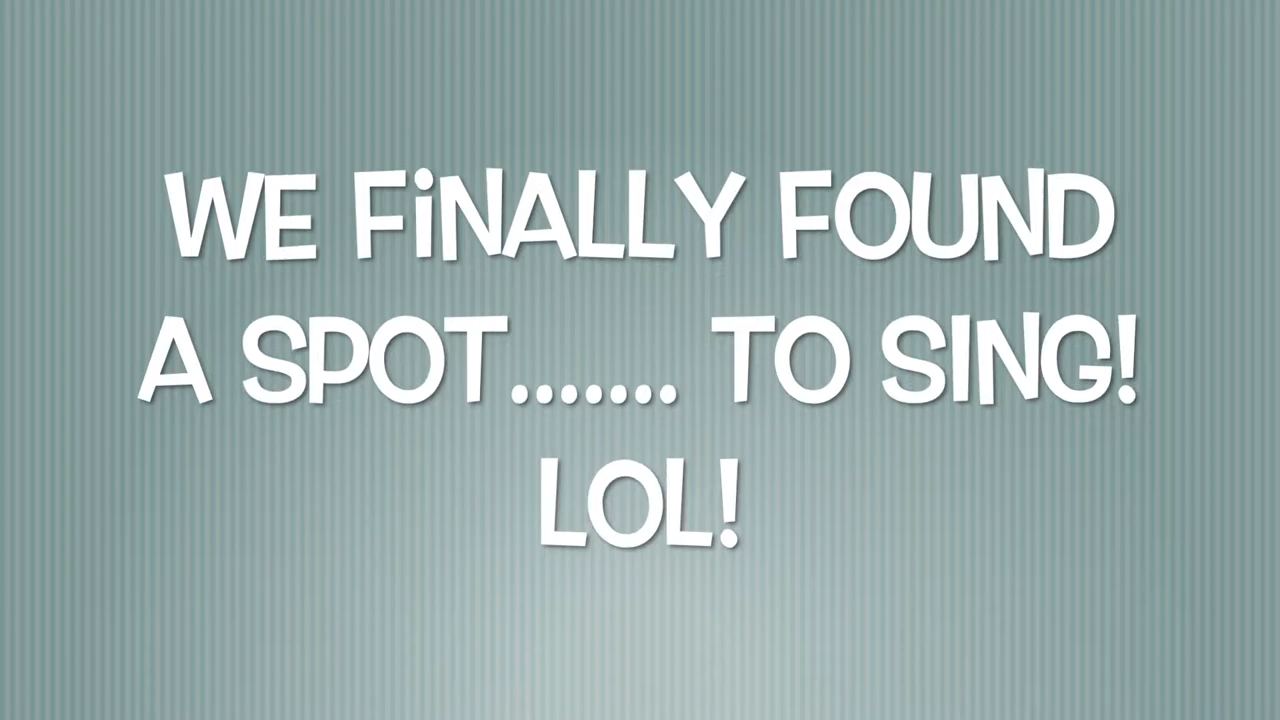 WE FiNALLY FOUND
A SPOT....... TO SING!
LOL!